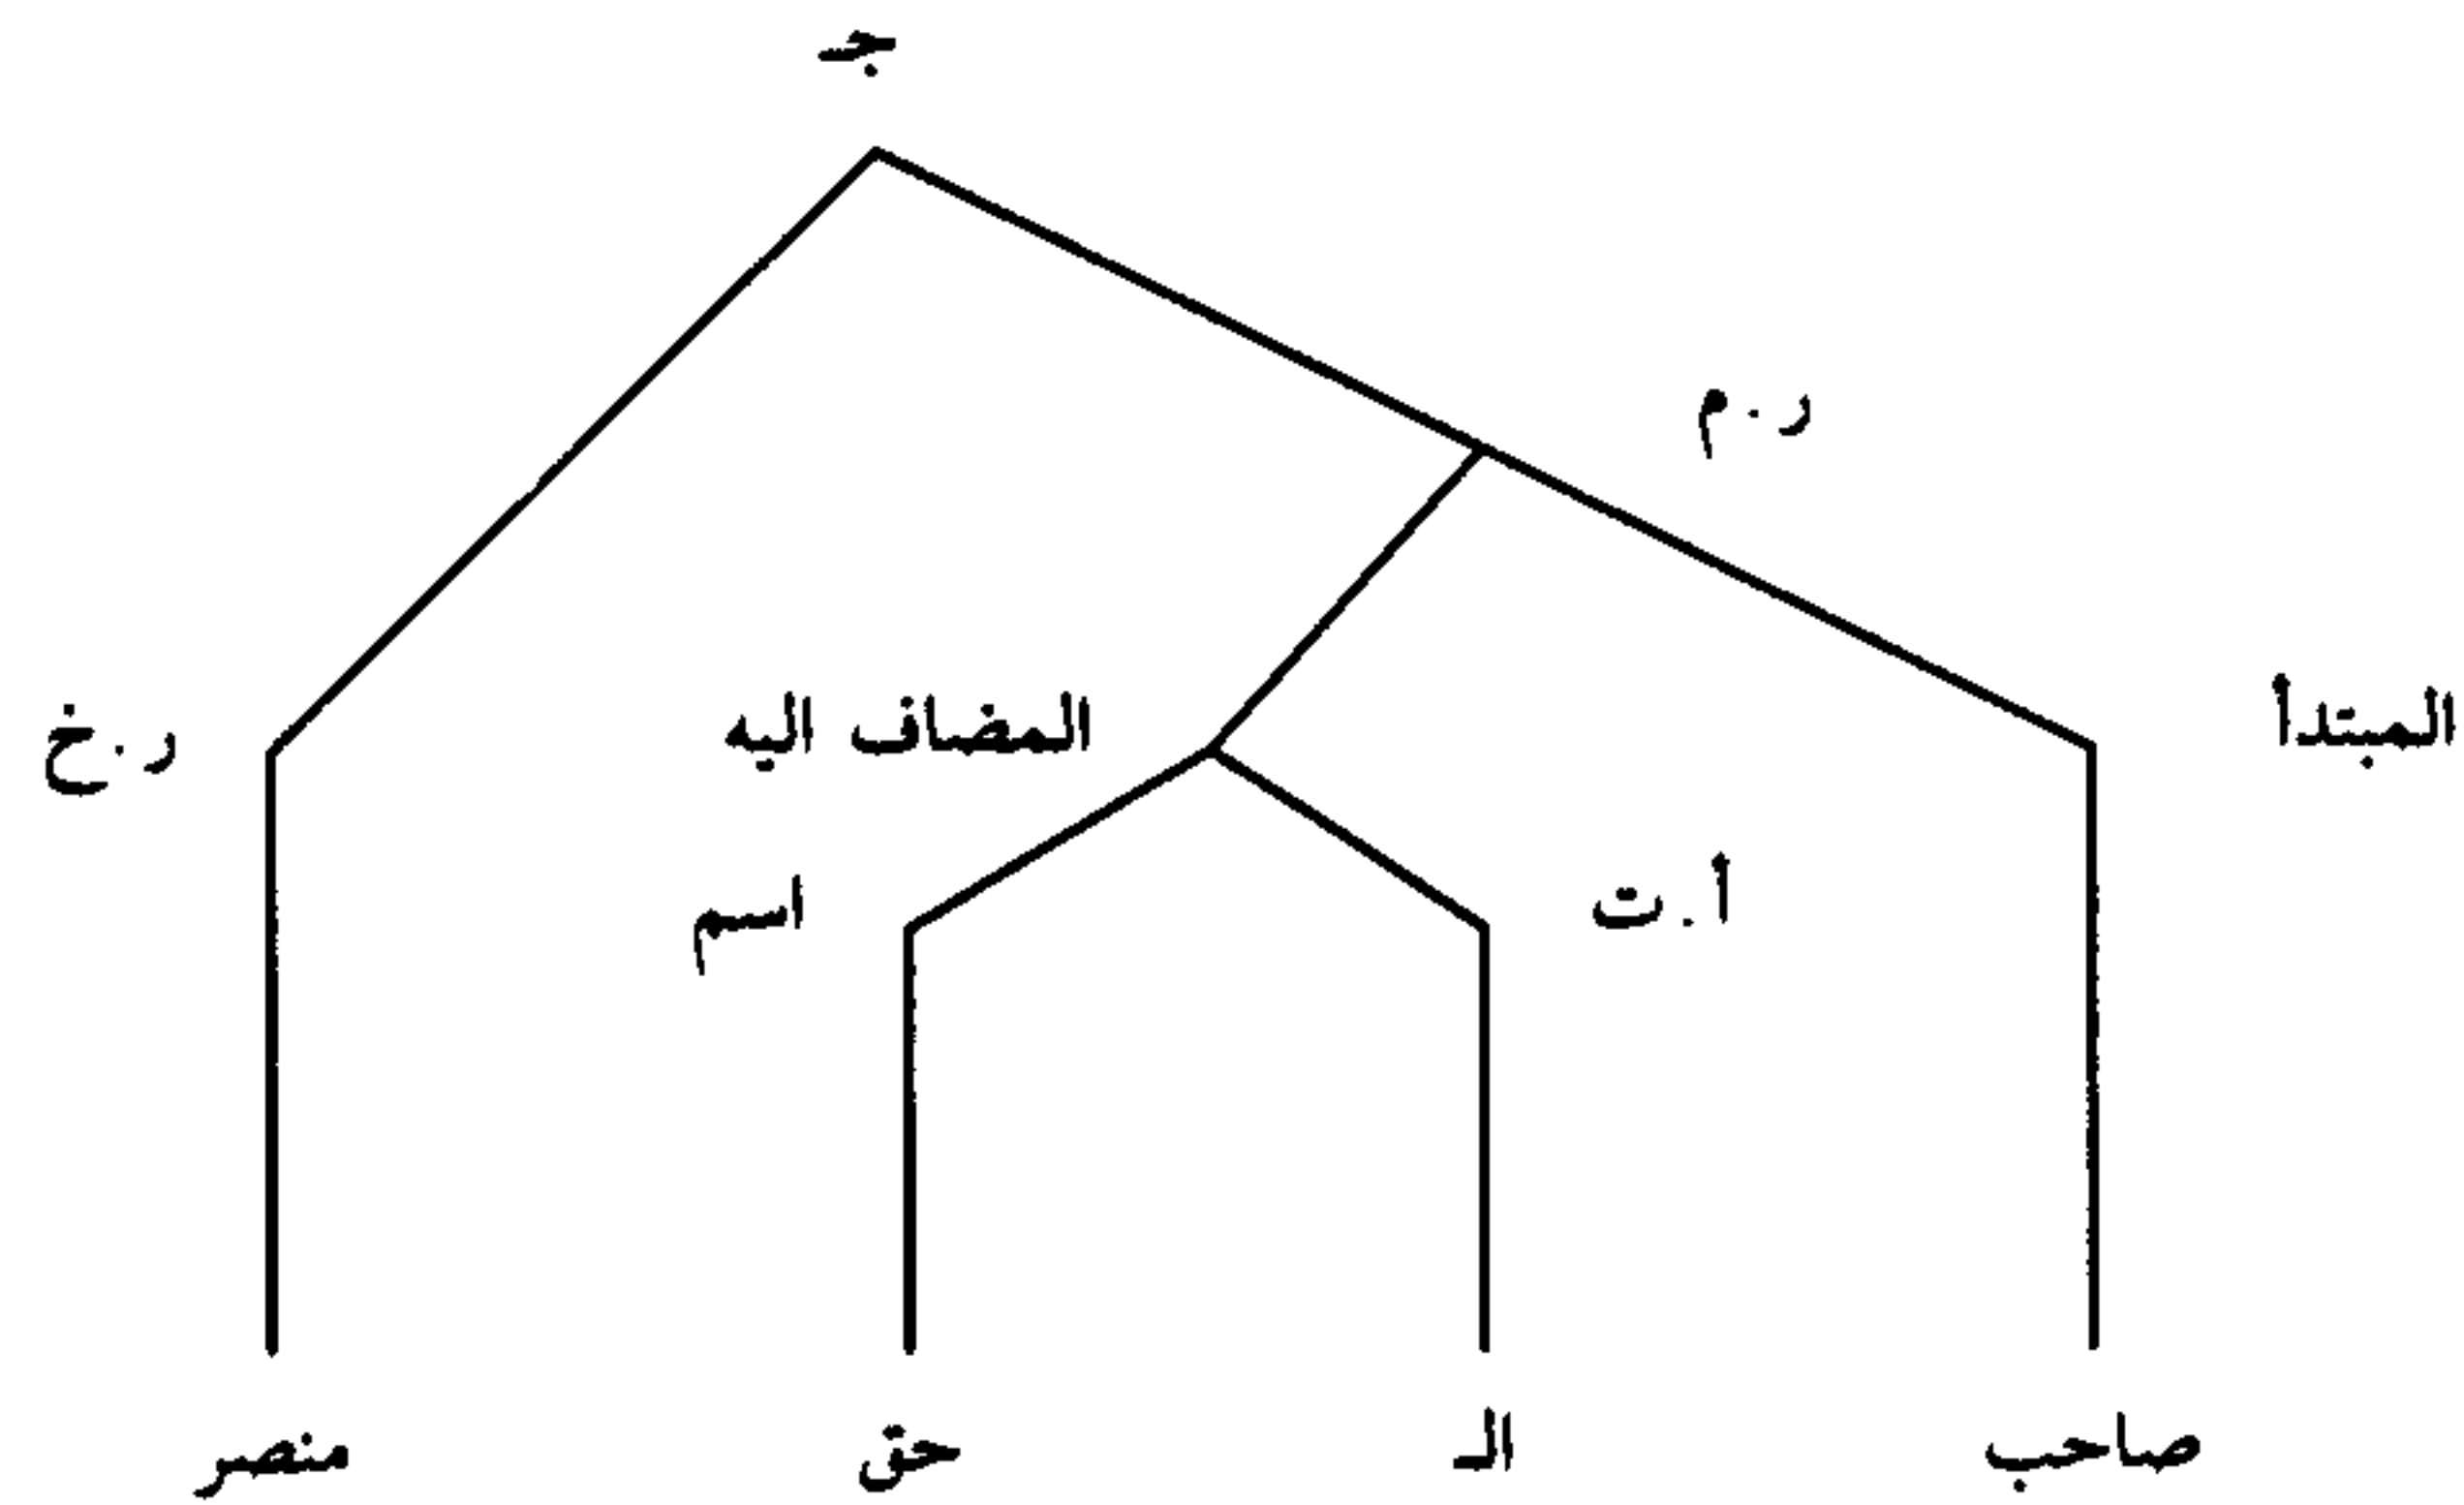 جـ
ر.م
المبتدأ
المضاف اليه
ر.خ
أ.ت
اسم
صاحب
الـ
حق
منصر